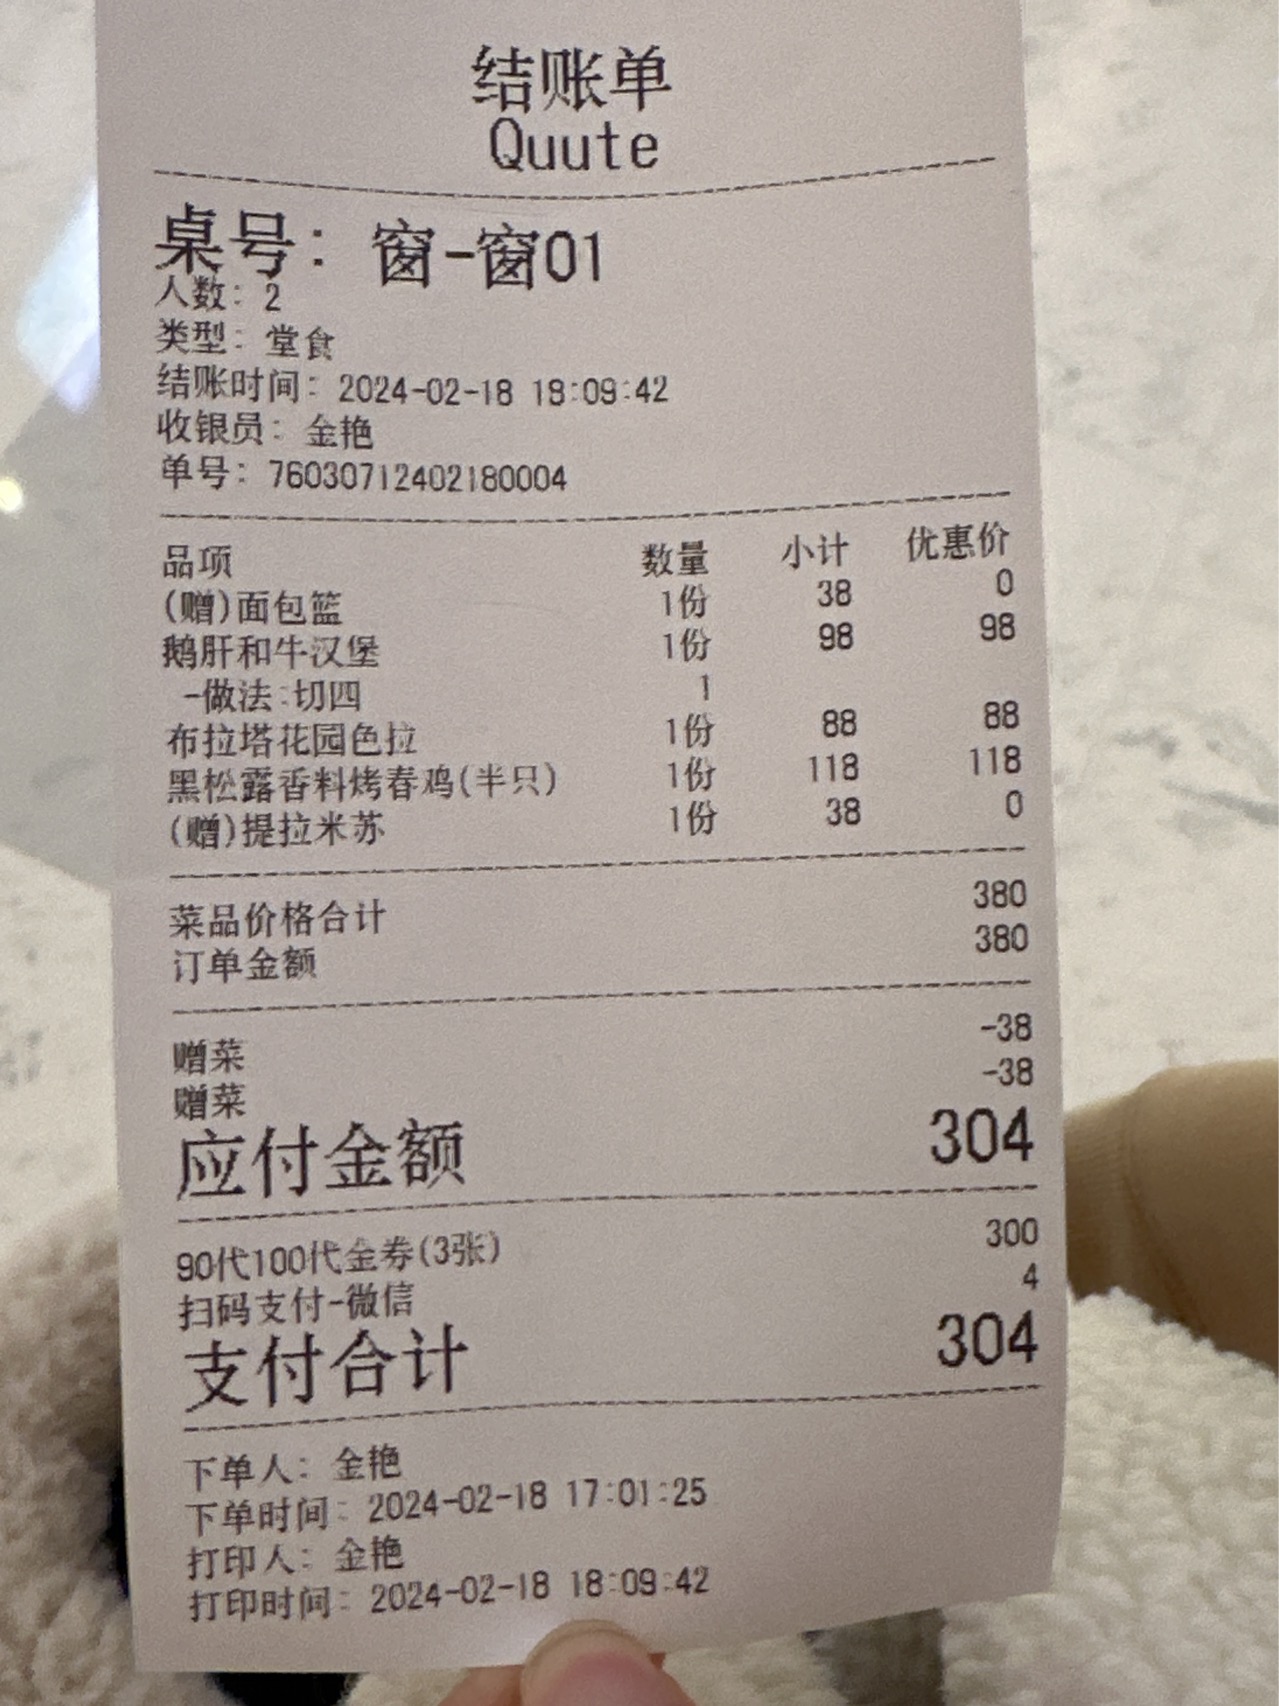 结账单
Quute
桌号: 窗-窗01
人数: 2
类型: 堂食
结账时间: 2024-02-18 18:09:42
收银员: 金艳
单号: 76030712402180004
品项 数量 小计 优惠价
(赠)面包篮 1份 38 0
鹅肝和牛汉堡 1份 98 98
-做法:切四 1
布拉塔花园色拉 1份 88 88
黑松露香料烤春鸡(半只) 1份 118 118
(赠)提拉米苏 1份 38 0
菜品价格合计 380
订单金额 380
赠菜 -38
赠菜 -38
应付金额 304
90代100代金券(3张) 300
扫码支付-微信 4
支付合计 304
下单人: 金艳
下单时间: 2024-02-18 17:01:25
打印人: 金艳
打印时间: 2024-02-18 18:09:42